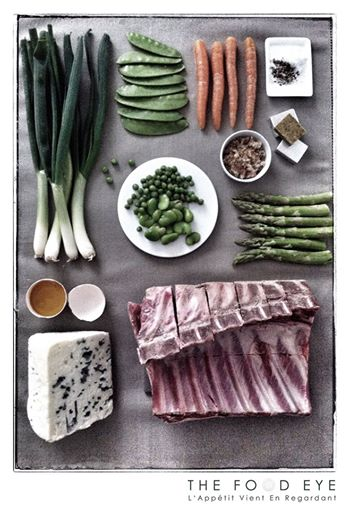 THE FOOD EYE
L'Appétit Vient En Regardant